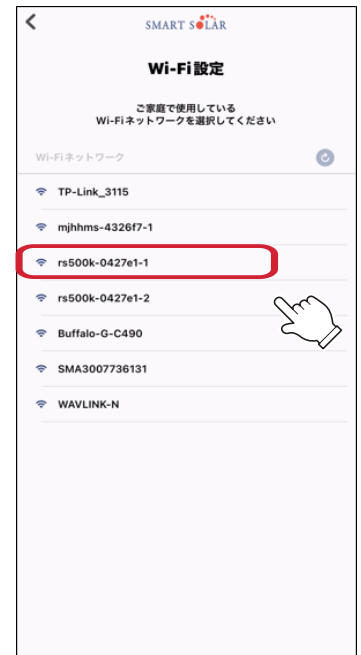 SMART SOLAR
Wi-Fi設定
ご家庭で使用している
Wi-Fiネットワークを選択してください
Wi-Fiネットワーク
TP-Link_3115
mjhhms-4326f7-1
rs500k-0427e1-1
rs500k-0427e1-2
Buffalo-G-C490
SMA3007736131
WAVLINK-N